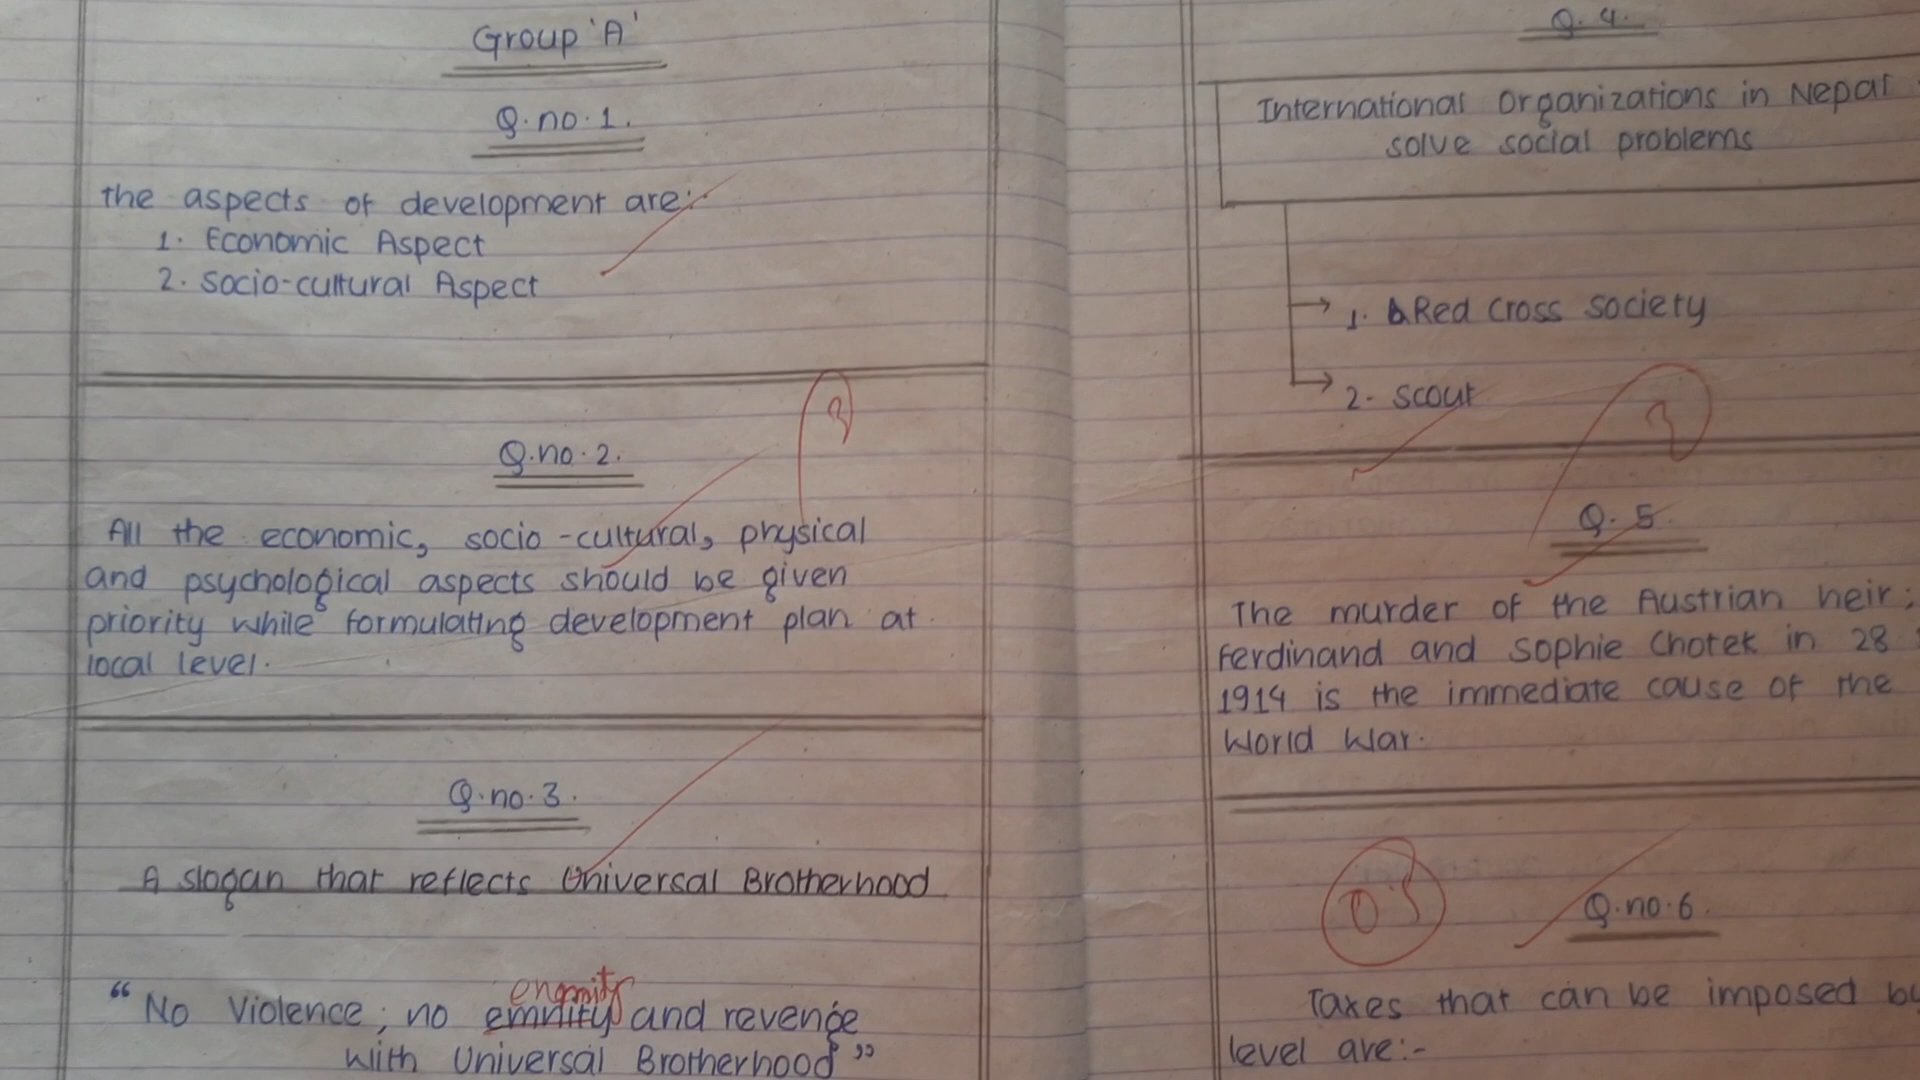 Group 'A'
Q.no.1.
The aspects of development are:-
1. Economic Aspect
2. Socio-cultural Aspect
Q.no.2.
All the economic, socio-cultural, physical
and psychological aspects should be given
priority while formulating development plan at
local level.
Q.no.3.
A slogan that reflects Universal Brotherhood
enmity
"No Violence, no emnity and revenge
with Universal Brotherhood"
Q.4.
International Organizations in Nepal
solve social problems
1. Red Cross Society
2. Scout
Q.5.
The murder of the Austrian heir;
Ferdinand and Sophie Chotek in 28
1914 is the immediate cause of the
World War.
Q.no.6.
Taxes that can be imposed by
level are:-